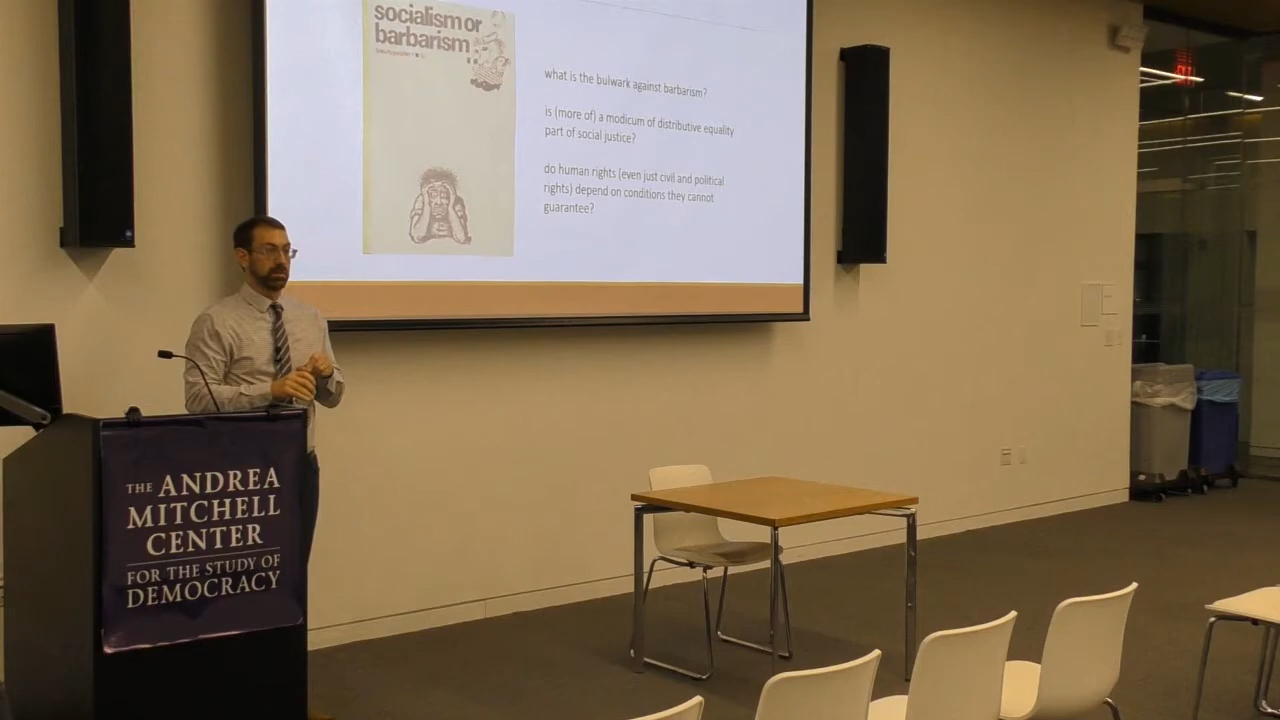 socialism or
barbarism
what is the bulwark against barbarism?
is (more of) a modicum of distributive equality
part of social justice?
do human rights (even just civil and political
rights) depend on conditions they cannot
guarantee?
THE ANDREA
MITCHELL
CENTER
FOR THE STUDY OF
DEMOCRACY